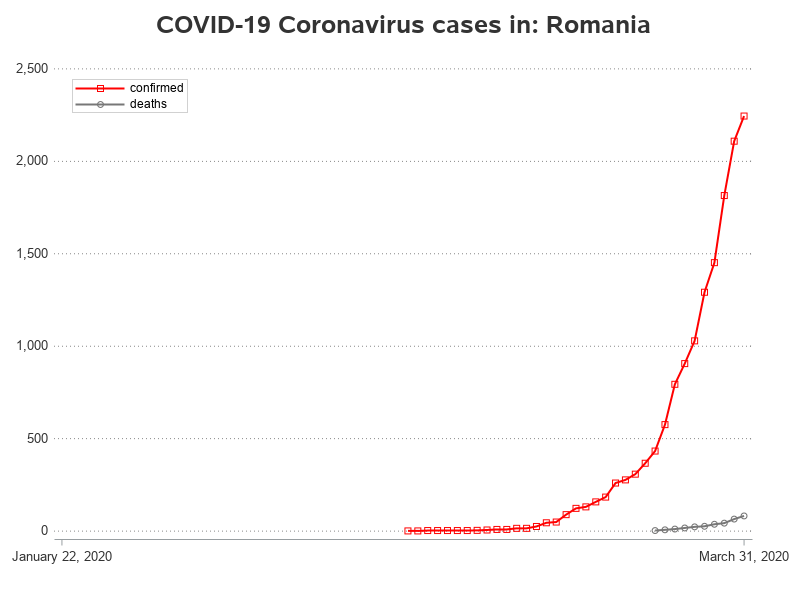 COVID-19 Coronavirus cases in: Romania
2,500
confirmed
deaths
2,000
1,500
1,000
500
0
January 22, 2020
March 31, 2020